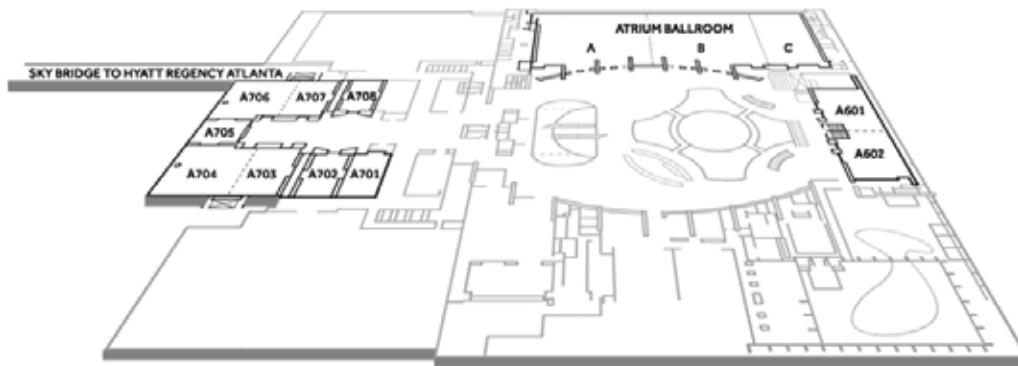 ATRIUM BALLROOM
A
B
C
SKY BRIDGE TO HYATT REGENCY ATLANTA
A706
A707
A708
A705
A704
A703
A702
A701
A601
A602